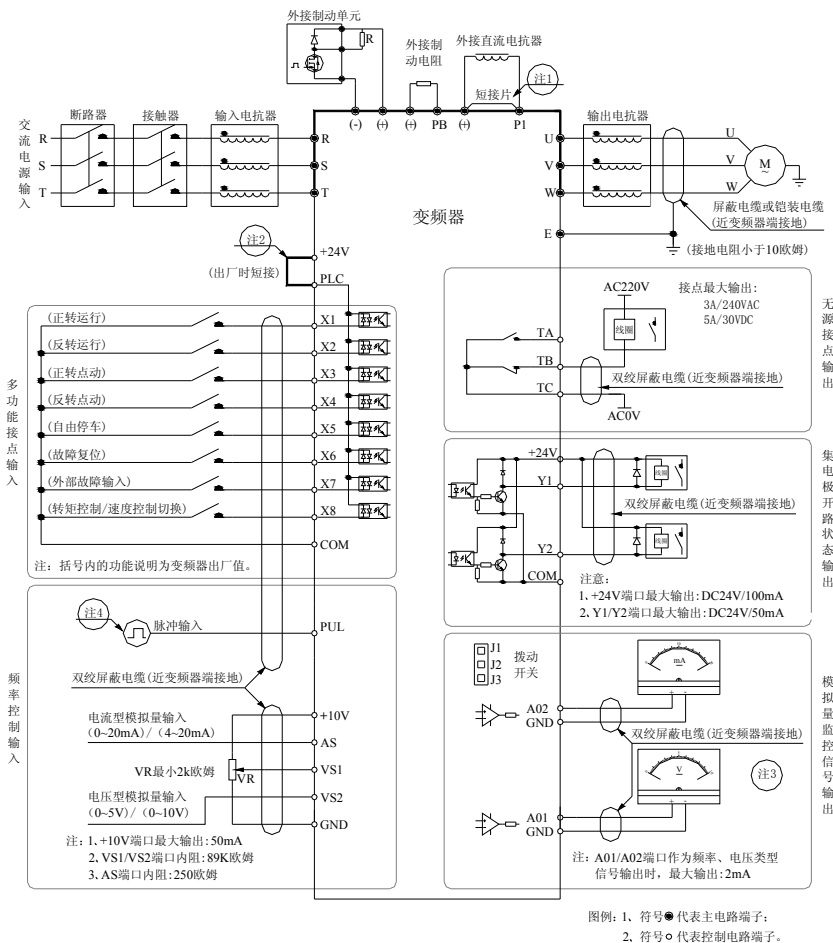 外接制动单元
R
外接制
动电阻
外接直流电抗器
短接片
注1
(-)
(+)
(+)
PB
(+)
P1
交流电源输入
断路器
接触器
输入电抗器
R
S
T
R
S
T
变频器
输出电抗器
U
V
W
E
U
V
W
M
~
屏蔽电缆或铠装电缆
(近变频器端接地)
(接地电阻小于10欧姆)
注2
(出厂时短接)
+24V
PLC
多功能接点输入
(正转运行)
X1
(反转运行)
X2
(正转点动)
X3
(反转点动)
X4
(自由停车)
X5
(故障复位)
X6
(外部故障输入)
X7
(转矩控制/速度控制切换)
X8
COM
注：括号内的功能说明为变频器出厂值。
无源接点输出
AC220V
接点最大输出:
3A/240VAC
5A/30VDC
线圈
TA
TB
TC
双绞屏蔽电缆(近变频器端接地)
AC0V
集电极开路状态输出
+24V
Y1
线圈
双绞屏蔽电缆(近变频器端接地)
Y2
线圈
COM
注意:
1、+24V端口最大输出:DC24V/100mA
2、Y1/Y2端口最大输出:DC24V/50mA
频率控制输入
注4
脉冲输入
PUL
双绞屏蔽电缆(近变频器端接地)
+10V
电流型模拟量输入
(0~20mA)/（4~20mA)
AS
VR最小2k欧姆
VR
VS1
电压型模拟量输入
(0~5V)/（0~10V)
VS2
GND
注：1、+10V端口最大输出:50mA
2、VS1/VS2端口内阻:89K欧姆
3、AS端口内阻:250欧姆
模拟量监控信号输出
J1
J2
J3
拨动
开关
mA
+
-
A02
GND
双绞屏蔽电缆(近变频器端接地)
V
注3
+
-
A01
GND
注：A01/A02端口作为频率、电压类型
信号输出时，最大输出:2mA
图例：1、符号 代表主电路端子；
2、符号 代表控制电路端子。